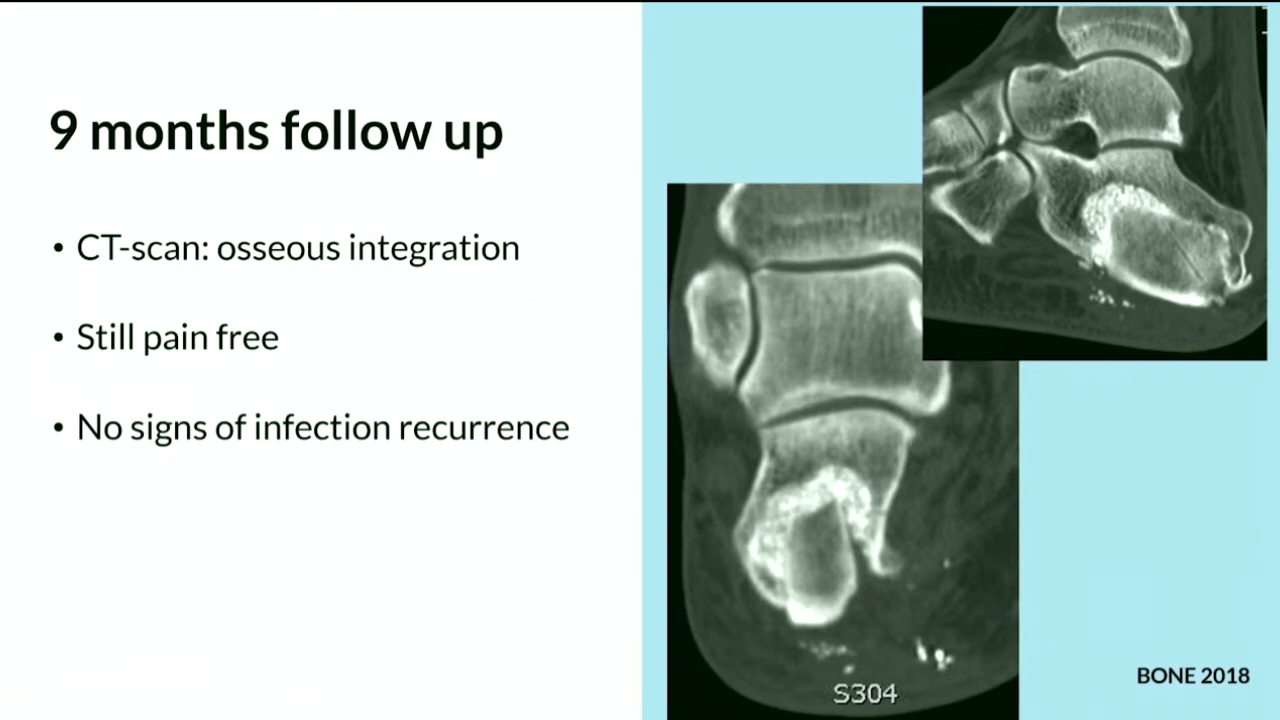 9 months follow up
• CT-scan: osseous integration
• Still pain free
• No signs of infection recurrence
S304
BONE 2018